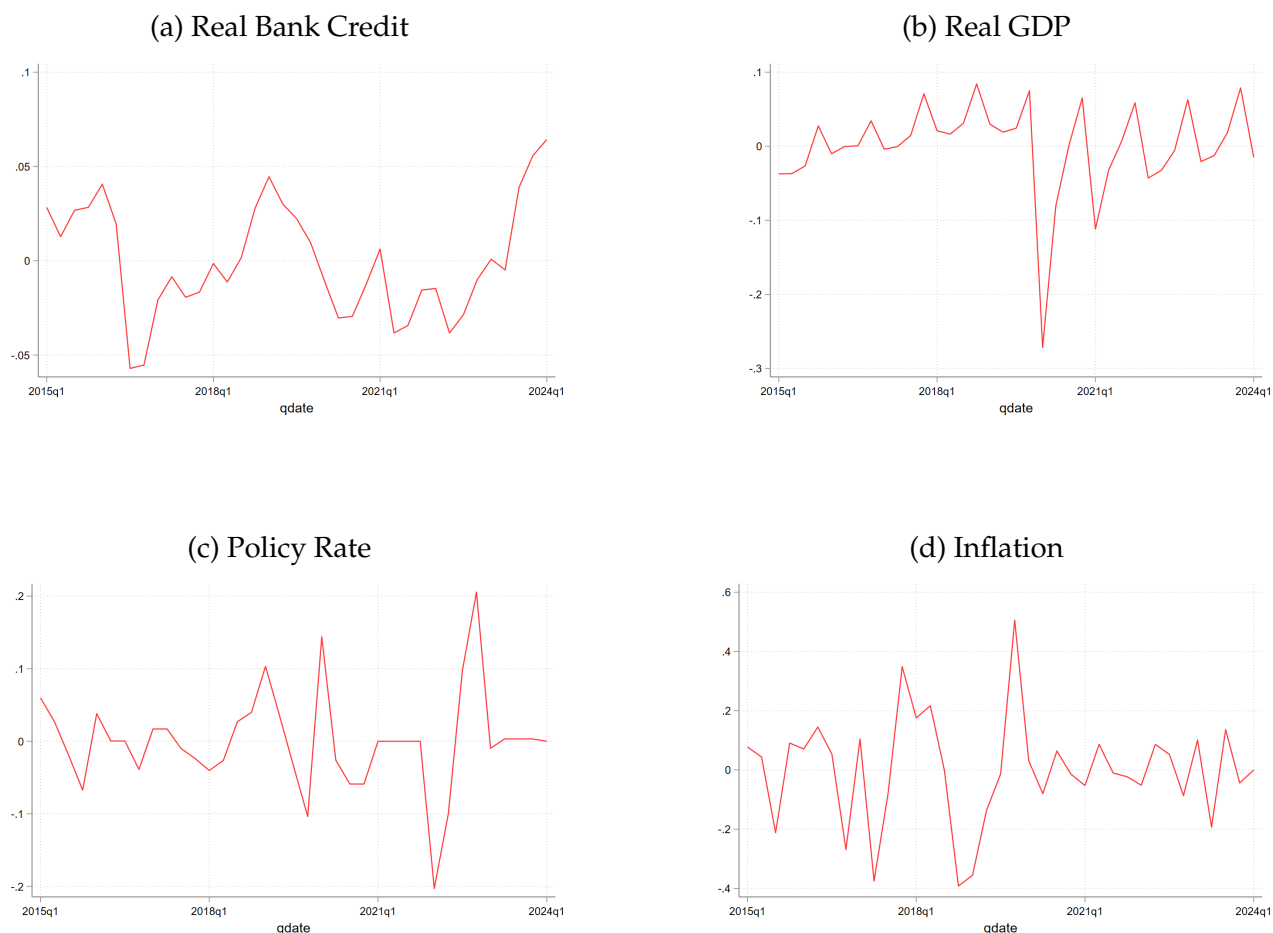 (a) Real Bank Credit
.1
.05
0
-.05
2015q1 2018q1 2021q1 2024q1
qdate
(b) Real GDP
.1
0
-.1
-.2
-.3
2015q1 2018q1 2021q1 2024q1
qdate
(c) Policy Rate
.2
.1
0
-.1
-.2
2015q1 2018q1 2021q1 2024q1
qdate
(d) Inflation
.6
.4
.2
0
-.2
-.4
2015q1 2018q1 2021q1 2024q1
qdate